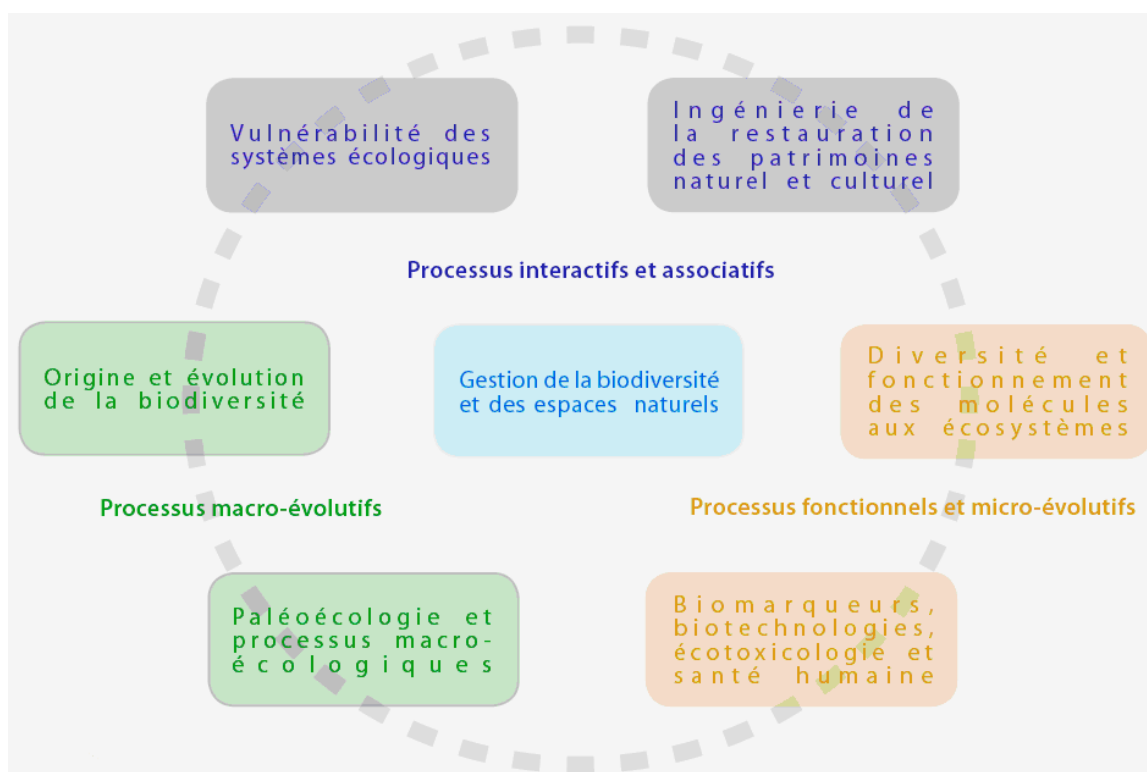 Vulnérabilité des
systèmes écologiques
Ingénierie de
la restauration
des patrimoines
naturel et culturel
Processus interactifs et associatifs
Origine et évolution
de la biodiversité
Gestion de la biodiversité
et des espaces naturels
Diversité et
fonctionnement
des molécules
aux écosystèmes
Processus macro-évolutifs
Processus fonctionnels et micro-évolutifs
Paléoécologie et
processus macro-
écologiques
Biomarqueurs,
biotechnologies,
écotoxicologie et
santé humaine